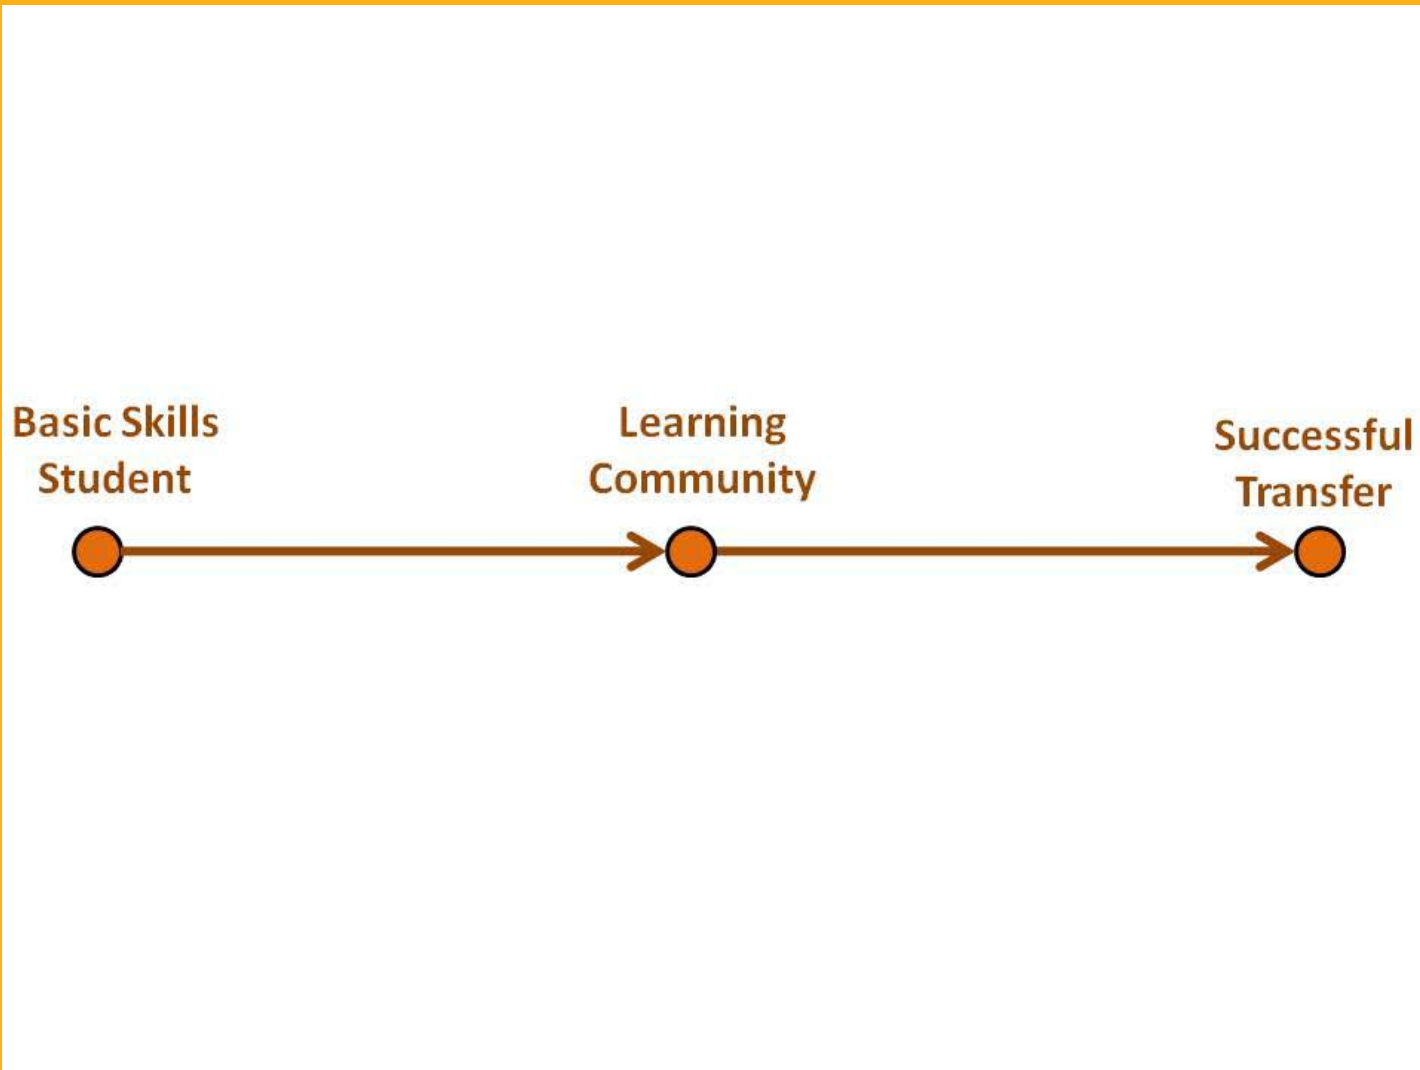 Basic Skills
Student
Learning
Community
Successful
Transfer